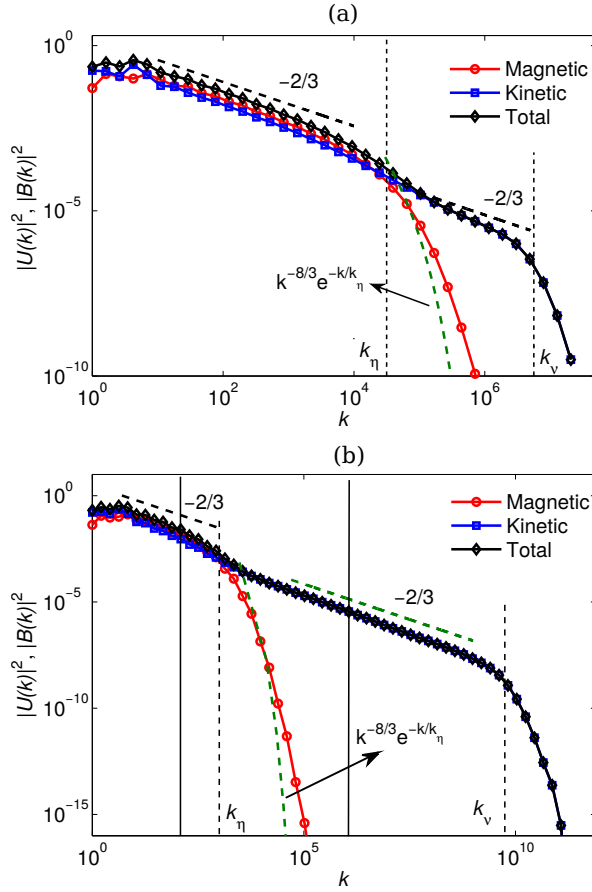 (a)
10^0
10^-5
10^-10
|U(k)|^2, |B(k)|^2
−2/3
Magnetic
Kinetic
Total
−2/3
k^-8/3 e^-k/k_η
k_η
k_ν
10^0
10^2
10^4
10^6
k
(b)
10^0
10^-5
10^-10
10^-15
|U(k)|^2, |B(k)|^2
−2/3
Magnetic
Kinetic
Total
−2/3
k^-8/3 e^-k/k_η
k_η
k_ν
10^0
10^5
10^10
k